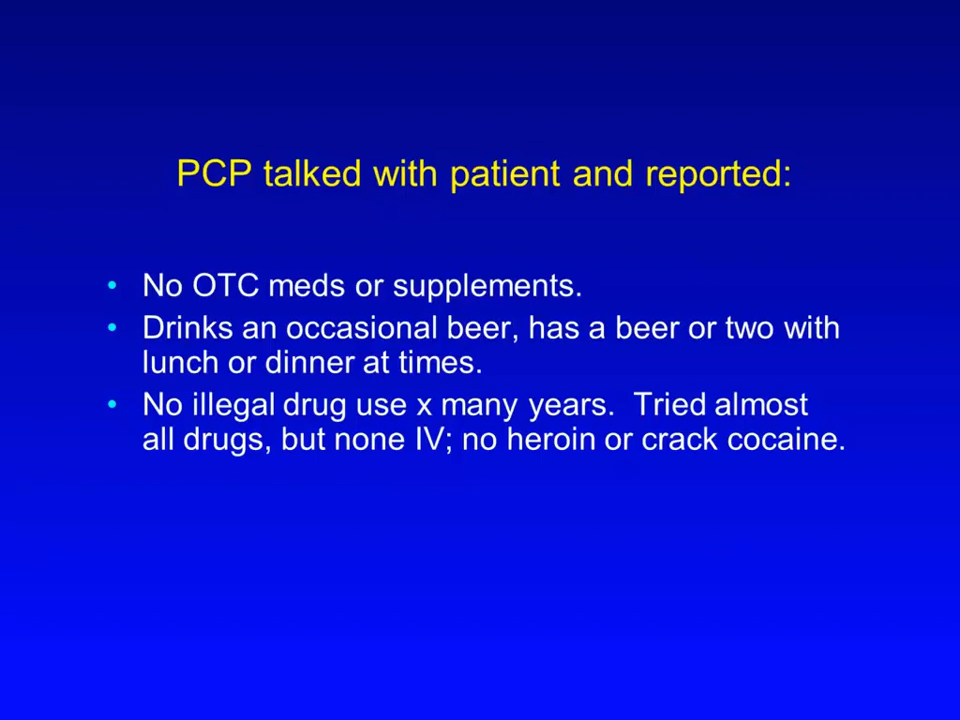 PCP talked with patient and reported:
• No OTC meds or supplements.
• Drinks an occasional beer, has a beer or two with
lunch or dinner at times.
• No illegal drug use x many years.  Tried almost
all drugs, but none IV; no heroin or crack cocaine.